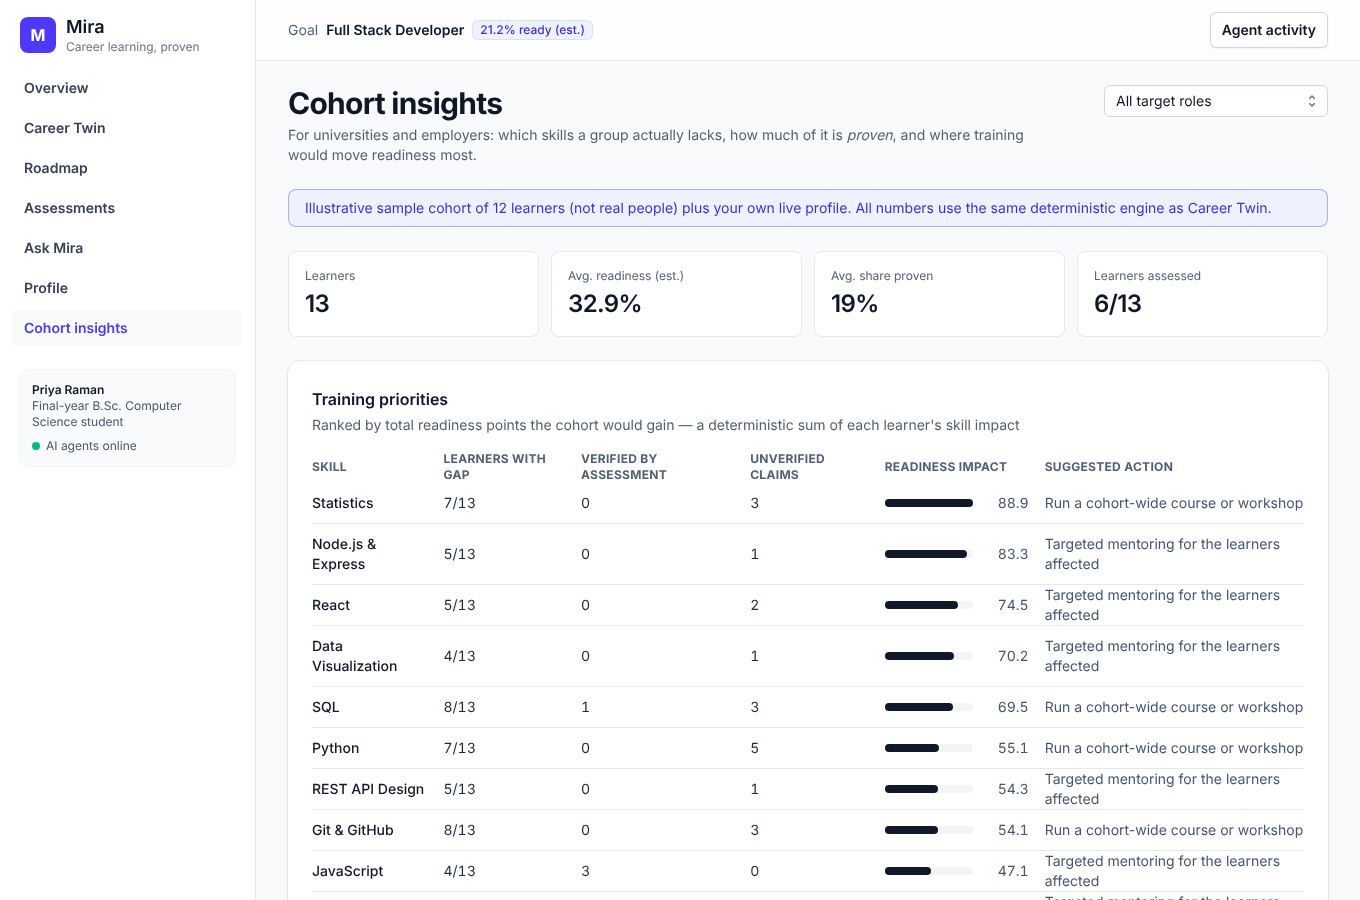 M
Mira
Career learning, proven
Overview
Career Twin
Roadmap
Assessments
Ask Mira
Profile
Cohort insights
Priya Raman
Final-year B.Sc. Computer
Science student
AI agents online
Goal Full Stack Developer 21.2% ready (est.)
Agent activity
Cohort insights
All target roles
For universities and employers: which skills a group actually lacks, how much of it is proven, and where training
would move readiness most.
Illustrative sample cohort of 12 learners (not real people) plus your own live profile. All numbers use the same deterministic engine as Career Twin.
Learners
13
Avg. readiness (est.)
32.9%
Avg. share proven
19%
Learners assessed
6/13
Training priorities
Ranked by total readiness points the cohort would gain — a deterministic sum of each learner's skill impact
SKILL
LEARNERS WITH
GAP
VERIFIED BY
ASSESSMENT
UNVERIFIED
CLAIMS
READINESS IMPACT
SUGGESTED ACTION
Statistics 7/13 0 3 88.9 Run a cohort-wide course or workshop
Node.js &
Express
5/13 0 1 83.3
Targeted mentoring for the learners
affected
React 5/13 0 2 74.5
Targeted mentoring for the learners
affected
Data
Visualization
4/13 0 1 70.2
Targeted mentoring for the learners
affected
SQL 8/13 1 3 69.5 Run a cohort-wide course or workshop
Python 7/13 0 5 55.1 Run a cohort-wide course or workshop
REST API Design 5/13 0 1 54.3
Targeted mentoring for the learners
affected
Git & GitHub 8/13 0 3 54.1 Run a cohort-wide course or workshop
JavaScript 4/13 3 0 47.1
Targeted mentoring for the learners
affected